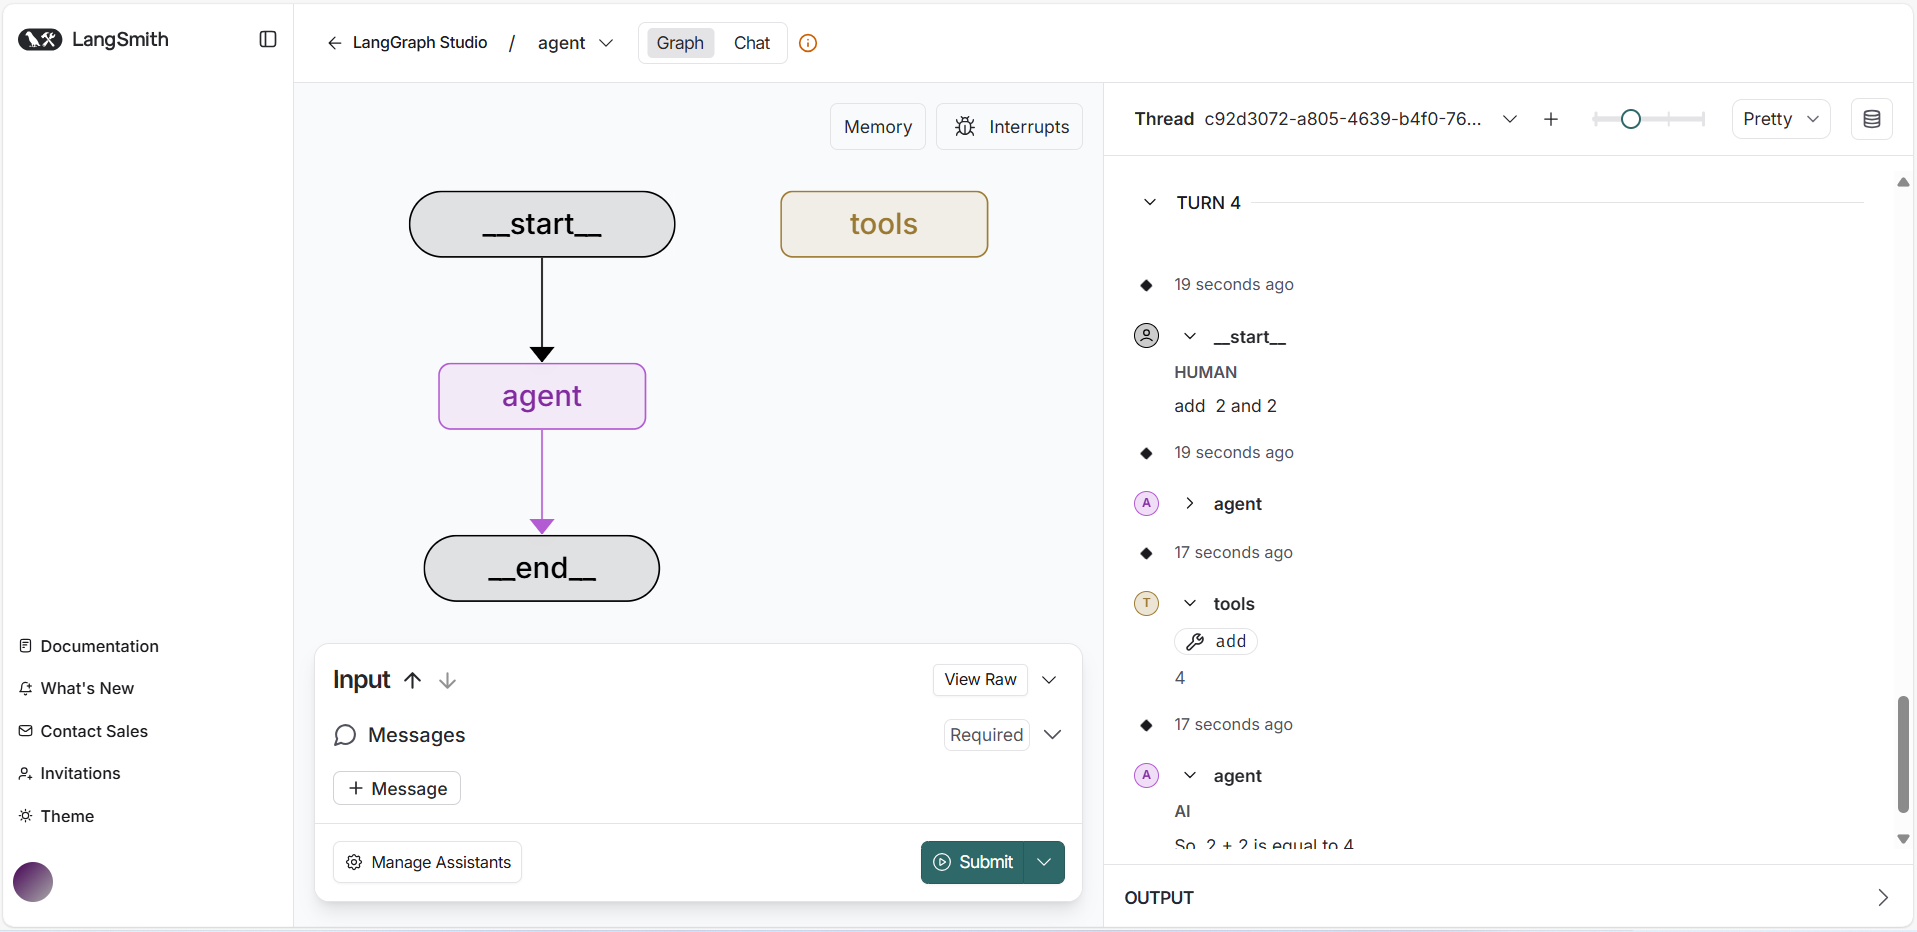 LangSmith
LangGraph Studio / agent
Graph
Chat
Memory
Interrupts
__start__
tools
agent
__end__
Documentation
What's New
Contact Sales
Invitations
Theme
Input
View Raw
Messages
Required
+ Message
Manage Assistants
Submit
Thread c92d3072-a805-4639-b4f0-76...
Pretty
TURN 4
19 seconds ago
__start__
HUMAN
add 2 and 2
19 seconds ago
A
agent
17 seconds ago
T
tools
add
4
17 seconds ago
A
agent
AI
So, 2 + 2 is equal to 4
OUTPUT